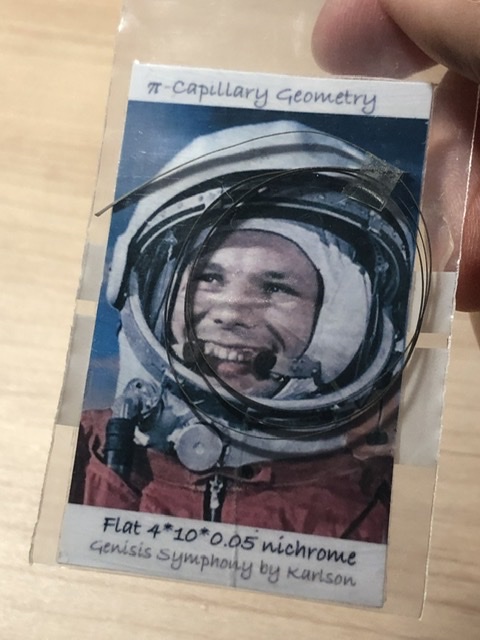 π-Capillary Geometry
Flat 4*10*0.05 nichrome
Genisis Symphony by Karlson